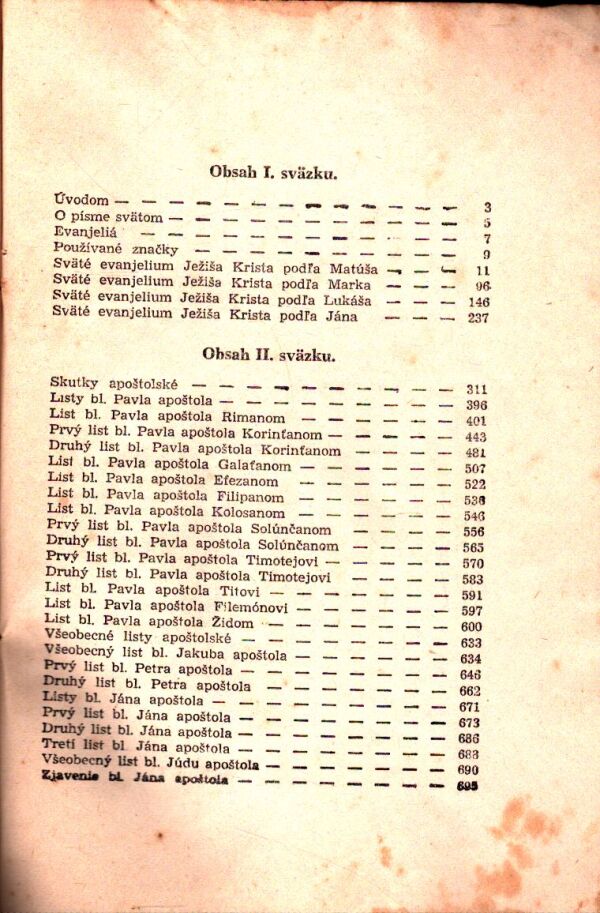 Obsah I. sväzku.
Úvodom — — — — — — — — — — — — — 3
O písme svätom — — — — — — — — — — — 5
Evanjeliá — — — — — — — — — — — — — 7
Používané značky — — — — — — — — — — 9
Sväté evanjelium Ježiša Krista podľa Matúša — — — 11
Sväté evanjelium Ježiša Krista podľa Marka — — — 96
Sväté evanjelium Ježiša Krista podľa Lukáša — — — 146
Sväté evanjelium Ježiša Krista podľa Jána — — — 237
Obsah II. sväzku.
Skutky apoštolské — — — — — — — — — — 311
Listy bl. Pavla apoštola — — — — — — — — — 396
List bl. Pavla apoštola Rimanom — — — — — — 401
Prvý list bl. Pavla apoštola Korinťanom — — — — — 443
Druhý list bl. Pavla apoštola Korinťanom — — — — 481
List bl. Pavla apoštola Galaťanom — — — — — — 507
List bl. Pavla apoštola Efezanom — — — — — — 522
List bl. Pavla apoštola Filipanom — — — — — — 536
List bl. Pavla apoštola Kolosanom — — — — — — 546
Prvý list bl. Pavla apoštola Solúnčanom — — — — 556
Druhý list bl. Pavla apoštola Solúnčanom — — — — 565
Prvý list bl. Pavla apoštola Timotejovi — — — — — 570
Druhý list bl. Pavla apoštola Timotejovi — — — — 583
List bl. Pavla apoštola Titovi — — — — — — — 591
List bl. Pavla apoštola Filemónovi — — — — — — 597
List bl. Pavla apoštola Židom — — — — — — — 600
Všeobecné listy apoštolské — — — — — — — — 633
Všeobecný list bl. Jakuba apoštola — — — — — — 634
Prvý list bl. Petra apoštola — — — — — — — — 646
Druhý list bl. Petra apoštola — — — — — — — 662
Listy bl. Jána apoštola — — — — — — — — — 671
Prvý list bl. Jána apoštola — — — — — — — — 673
Druhý list bl. Jána apoštola — — — — — — — — 686
Tretí list bl. Jána apoštola — — — — — — — — 688
Všeobecný list bl. Júdu apoštola — — — — — — — 690
Zjavenie bl. Jána apoštola — — — — — — — — 695